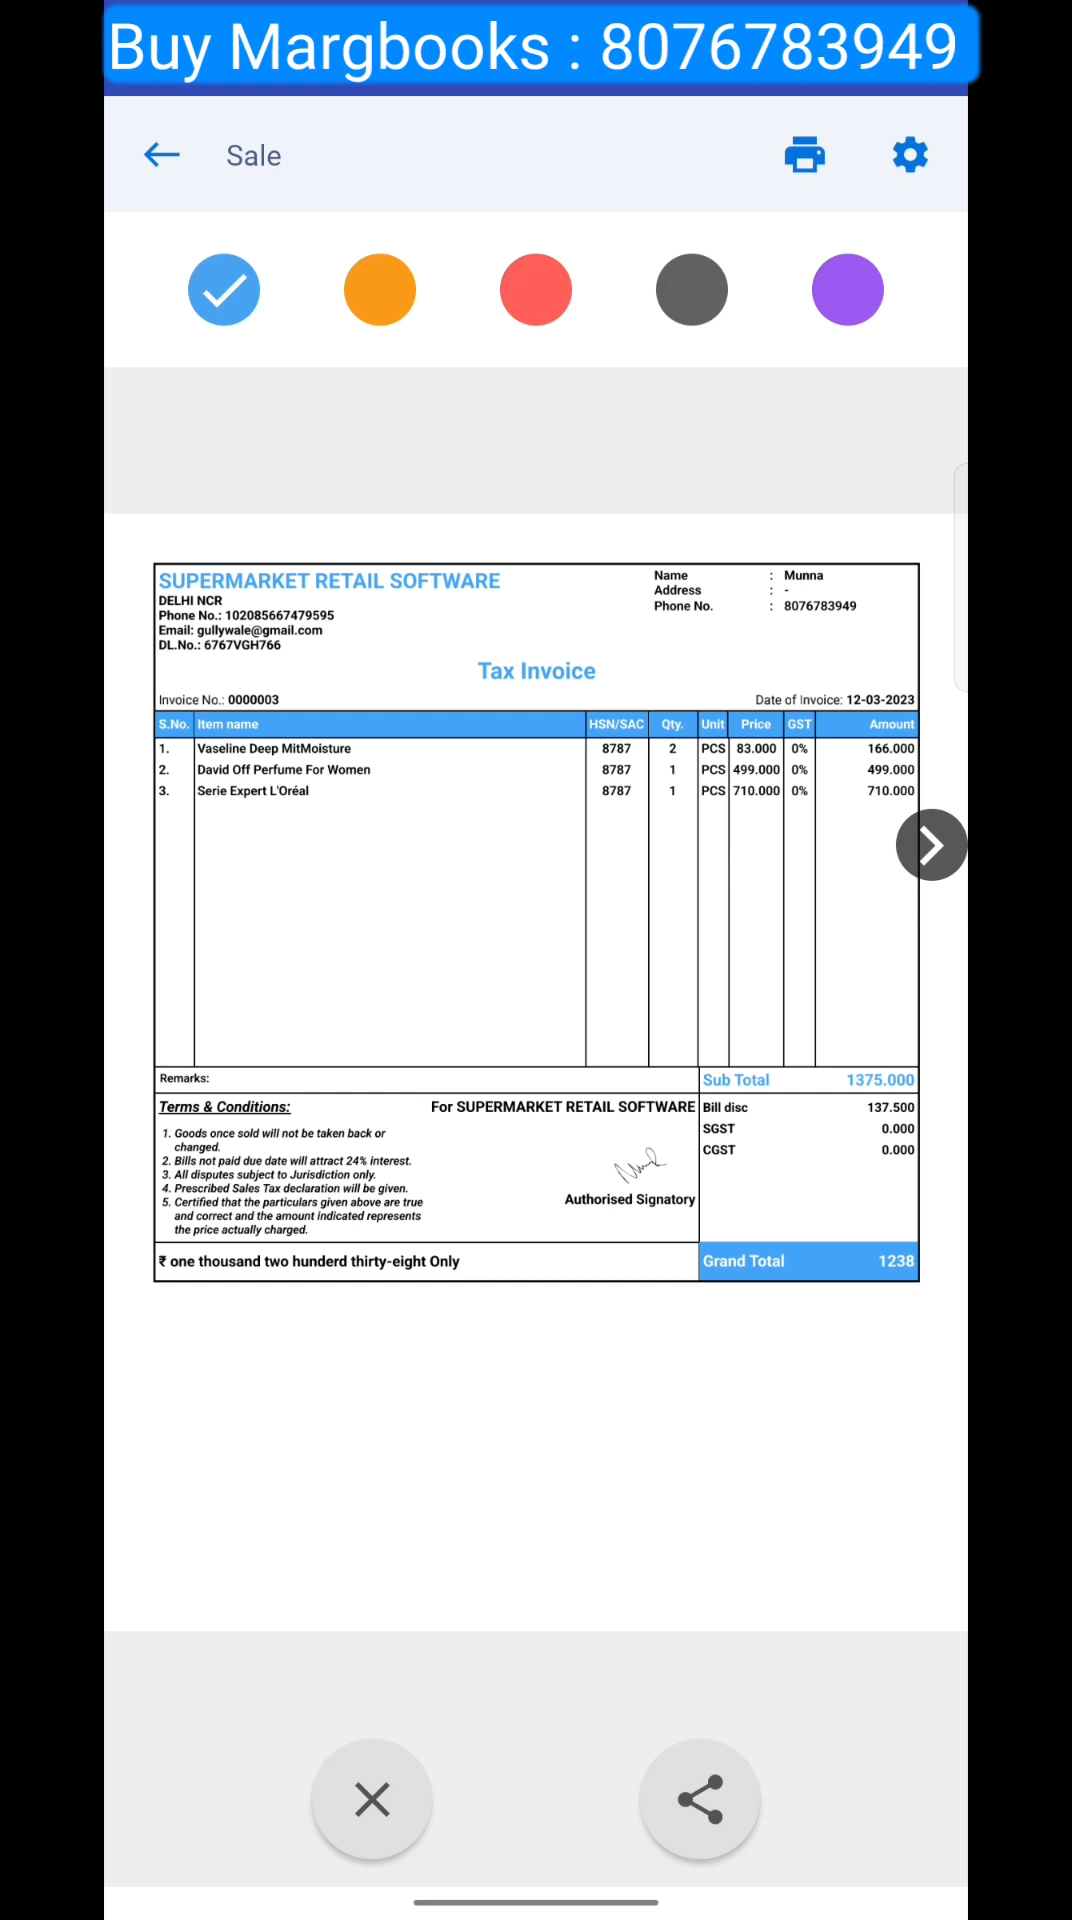 Buy Margbooks : 8076783949
Sale
SUPERMARKET RETAIL SOFTWARE
DELHI NCR
Phone No.: 102085667479595
Email: gullywale@gmail.com
DL.No.: 6767VGH766
Name : Munna
Address : -
Phone No. : 8076783949
Tax Invoice
Invoice No.: 0000003 Date of Invoice: 12-03-2023
S.No. Item name HSN/SAC Qty. Unit Price GST Amount
1. Vaseline Deep MitMoisture 8787 2 PCS 83.000 0% 166.000
2. David Off Perfume For Women 8787 1 PCS 499.000 0% 499.000
3. Serie Expert L'Oréal 8787 1 PCS 710.000 0% 710.000
Remarks: Sub Total 1375.000
Terms & Conditions:
1. Goods once sold will not be taken back or
changed.
2. Bills not paid due date will attract 24% interest.
3. All disputes subject to Jurisdiction only.
4. Prescribed Sales Tax declaration will be given.
5. Certified that the particulars given above are true
and correct and the amount indicated represents
the price actually charged.
For SUPERMARKET RETAIL SOFTWARE
Authorised Signatory
Bill disc 137.500
SGST 0.000
CGST 0.000
₹ one thousand two hunderd thirty-eight Only Grand Total 1238